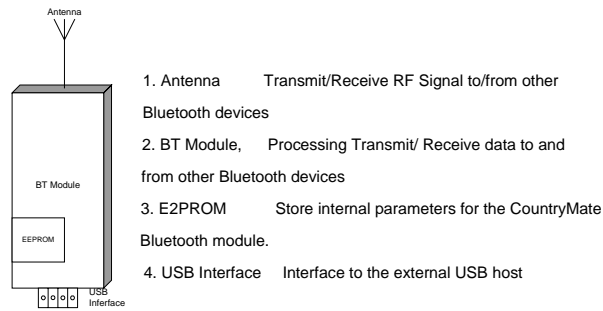 Antenna
BT Module
EEPROM
USB
Inferface
1. Antenna Transmit/Receive RF Signal to/from other
Bluetooth devices
2. BT Module, Processing Transmit/ Receive data to and
from other Bluetooth devices
3. E2PROM Store internal parameters for the CountryMate
Bluetooth module.
4. USB Interface Interface to the external USB host